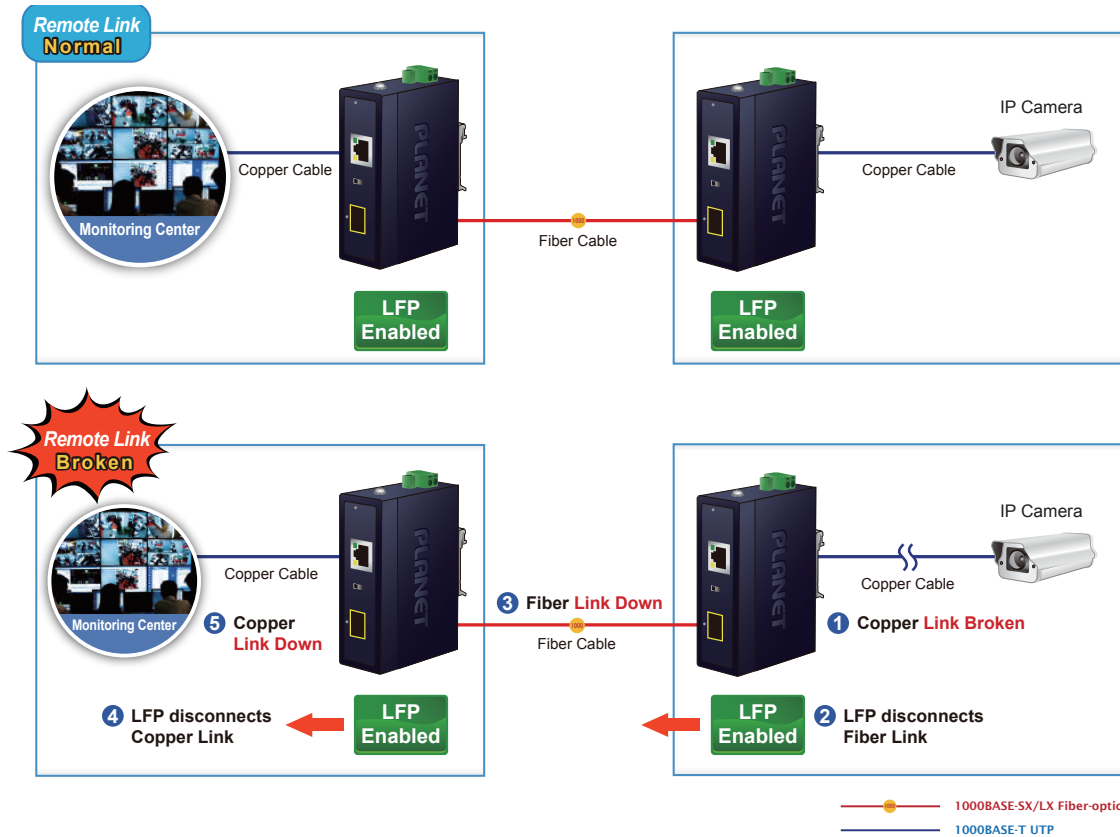 Remote Link
Normal
Monitoring Center
Copper Cable
PLANET
1000
Fiber Cable
PLANET
Copper Cable
IP Camera
LFP
Enabled
LFP
Enabled
Remote Link
Broken
Monitoring Center
Copper Cable
5 Copper
Link Down
PLANET
3 Fiber Link Down
1000
Fiber Cable
PLANET
IP Camera
Copper Cable
1 Copper Link Broken
4 LFP disconnects
Copper Link
LFP
Enabled
LFP
Enabled
2 LFP disconnects
Fiber Link
1000
1000BASE-SX/LX Fiber-optic
1000BASE-T UTP